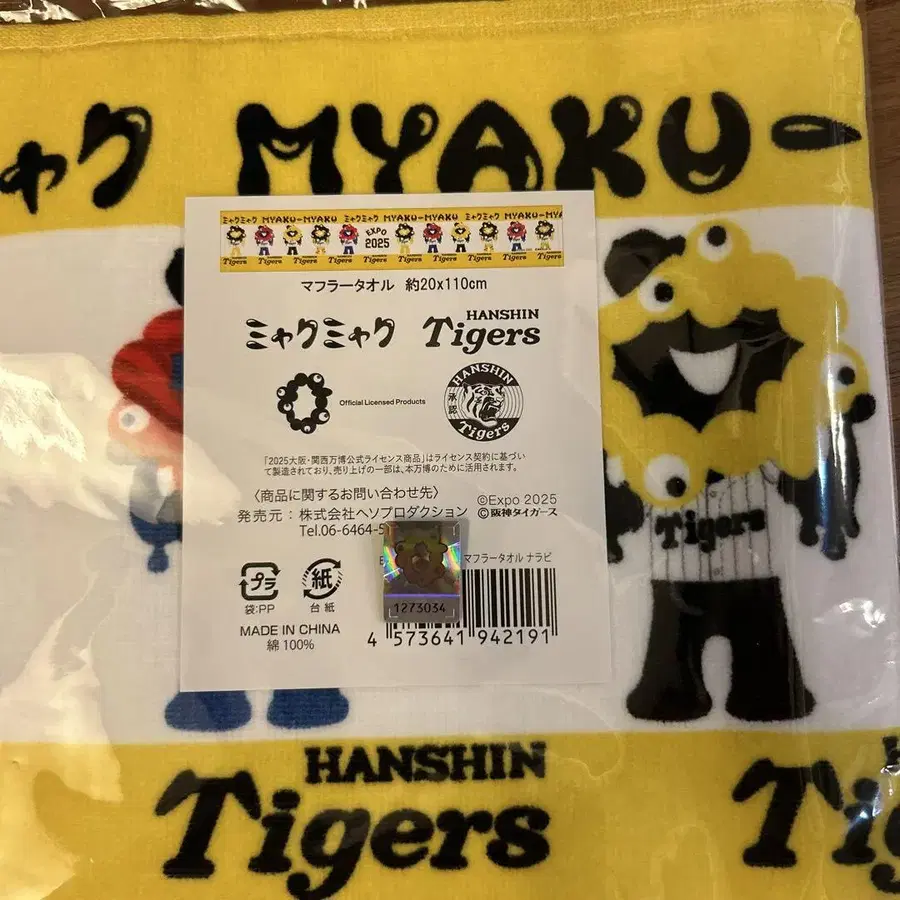 ミャク MYAKU-
ミャクミャク MYAKU-MYAKU ミャクミャク MYAKU-MYAKU ミャクミャク MYAKU-MYAKU
EXPO
2025
Tigers Tigers Tigers Tigers Tigers Tigers Tigers Tigers Tigers
マフラータオル 約20x110cm
ミャクミャク HANSHIN Tigers
Official Licensed Products
HANSHIN
承認
Tigers
「2025大阪・関西万博公式ライセンス商品」はライセンス契約に基づい
て製造されており、売り上げの一部は、本万博のために活用されます。
〈商品に関するお問い合わせ先〉
発売元：株式会社ヘソプロダクション
Tel.06-6464-5
©Expo 2025
©阪神タイガース
マフラータオル ナラビ
プラ
袋:PP
紙
台紙
1273034
MADE IN CHINA
綿 100%
4 573641 942191
Tigers
HANSHIN
Tigers